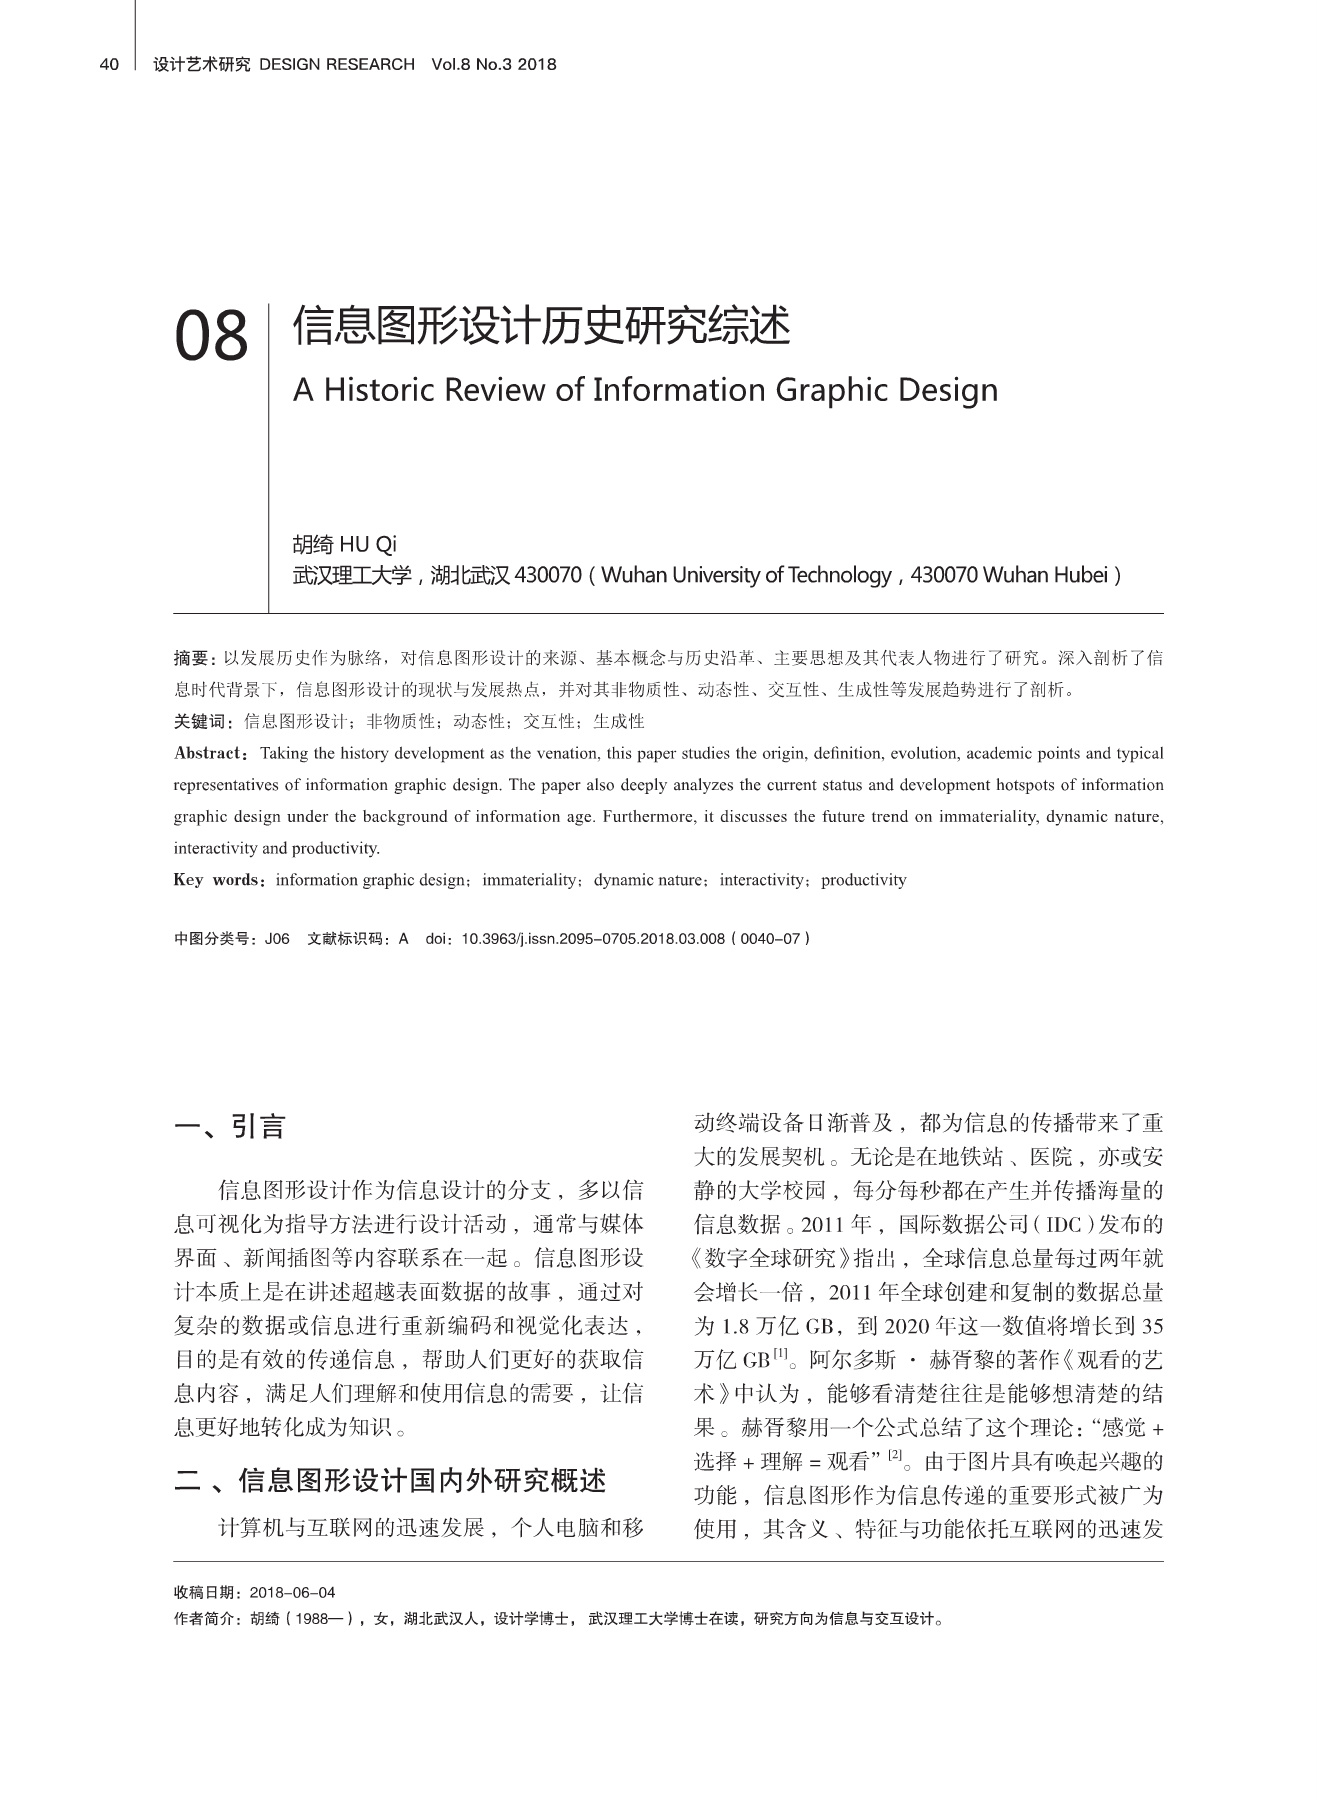 40 设计艺术研究 DESIGN RESEARCH Vol.8 No.3 2018
08
信息图形设计历史研究综述
A Historic Review of Information Graphic Design
胡绮 HU Qi
武汉理工大学，湖北武汉 430070（Wuhan University of Technology，430070 Wuhan Hubei）
摘要：以发展历史作为脉络，对信息图形设计的来源、基本概念与历史沿革、主要思想及其代表人物进行了研究。深入剖析了信
息时代背景下，信息图形设计的现状与发展热点，并对其非物质性、动态性、交互性、生成性等发展趋势进行了剖析。
关键词：信息图形设计；非物质性；动态性；交互性；生成性
Abstract：Taking the history development as the venation, this paper studies the origin, definition, evolution, academic points and typical
representatives of information graphic design. The paper also deeply analyzes the current status and development hotspots of information
graphic design under the background of information age. Furthermore, it discusses the future trend on immateriality, dynamic nature,
interactivity and productivity.
Key words：information graphic design；immateriality；dynamic nature；interactivity；productivity
中图分类号：J06 文献标识码：A doi：10.3963/j.issn.2095-0705.2018.03.008（0040-07）
一、引言
信息图形设计作为信息设计的分支，多以信
息可视化为指导方法进行设计活动，通常与媒体
界面、新闻插图等内容联系在一起。信息图形设
计本质上是在讲述超越表面数据的故事，通过对
复杂的数据或信息进行重新编码和视觉化表达，
目的是有效的传递信息，帮助人们更好的获取信
息内容，满足人们理解和使用信息的需要，让信
息更好地转化成为知识。
二、信息图形设计国内外研究概述
计算机与互联网的迅速发展，个人电脑和移
动终端设备日渐普及，都为信息的传播带来了重
大的发展契机。无论是在地铁站、医院，亦或安
静的大学校园，每分每秒都在产生并传播海量的
信息数据。2011 年，国际数据公司（IDC）发布的
《数字全球研究》指出，全球信息总量每过两年就
会增长一倍，2011 年全球创建和复制的数据总量
为 1.8 万亿 GB，到 2020 年这一数值将增长到 35
万亿 GB[1]。阿尔多斯·赫胥黎的著作《观看的艺
术》中认为，能够看清楚往往是能够想清楚的结
果。赫胥黎用一个公式总结了这个理论：“感觉 +
选择 + 理解 = 观看”[2]。由于图片具有唤起兴趣的
功能，信息图形作为信息传递的重要形式被广为
使用，其含义、特征与功能依托互联网的迅速发
收稿日期：2018-06-04
作者简介：胡绮（1988—），女，湖北武汉人，设计学博士， 武汉理工大学博士在读，研究方向为信息与交互设计。